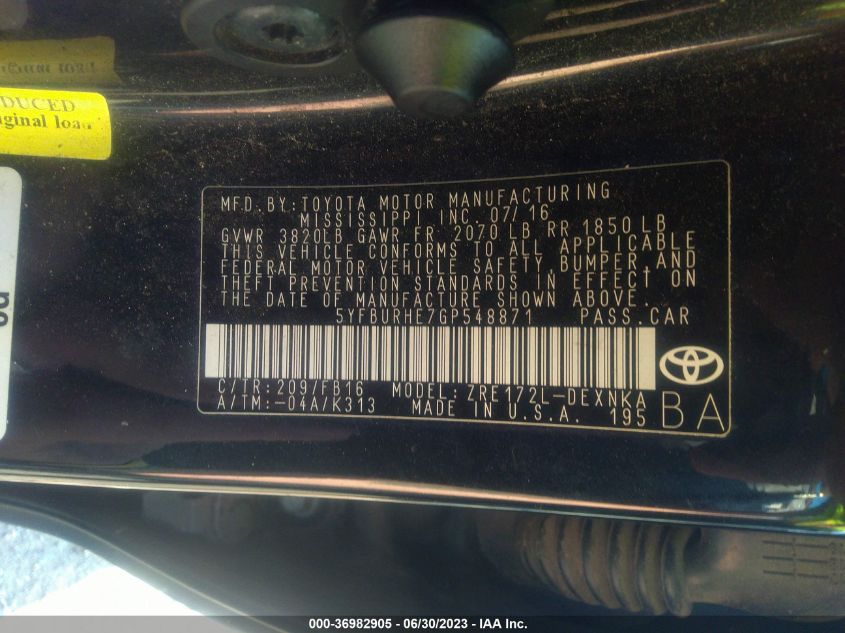 DUCED
ginal load
MFD. BY: TOYOTA MOTOR MANUFACTURING
MISSISSIPPI INC. 07/16
GVWR 3820LB GAWR FR 2070 LB RR 1850 LB
THIS VEHICLE CONFORMS TO ALL APPLICABLE
FEDERAL MOTOR VEHICLE SAFETY, BUMPER, AND
THEFT PREVENTION STANDARDS IN EFFECT ON
THE DATE OF MANUFACTURE SHOWN ABOVE.
5YFBURHE7GP548871 PASS.CAR
C/TR: 209/FB16 MODEL: ZRE172L-DEXNKA
A/TM: -04A/K313 MADE IN U.S.A. 195 BA
000-36982905 - 06/30/2023 - IAA Inc.